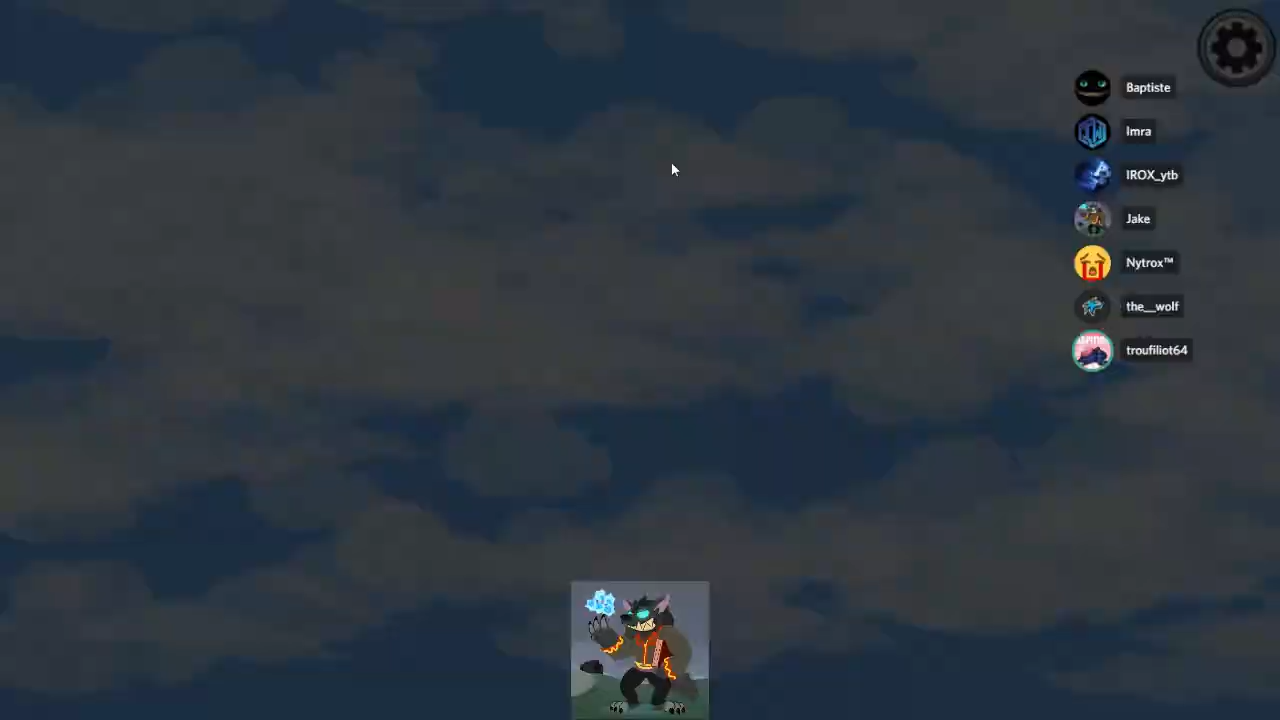 Baptiste
Imra
IROX_ytb
Jake
Nytrox™
the__wolf
troufiliot64